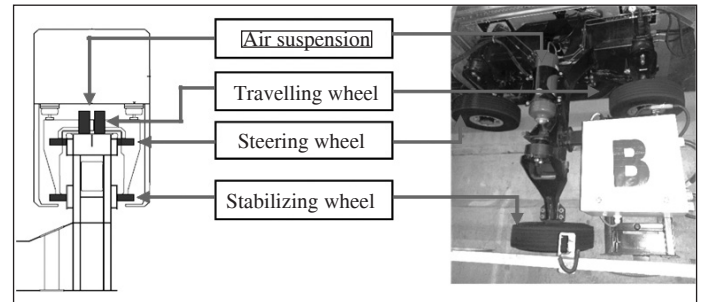 Air suspension
Travelling wheel
Steering wheel
Stabilizing wheel
B